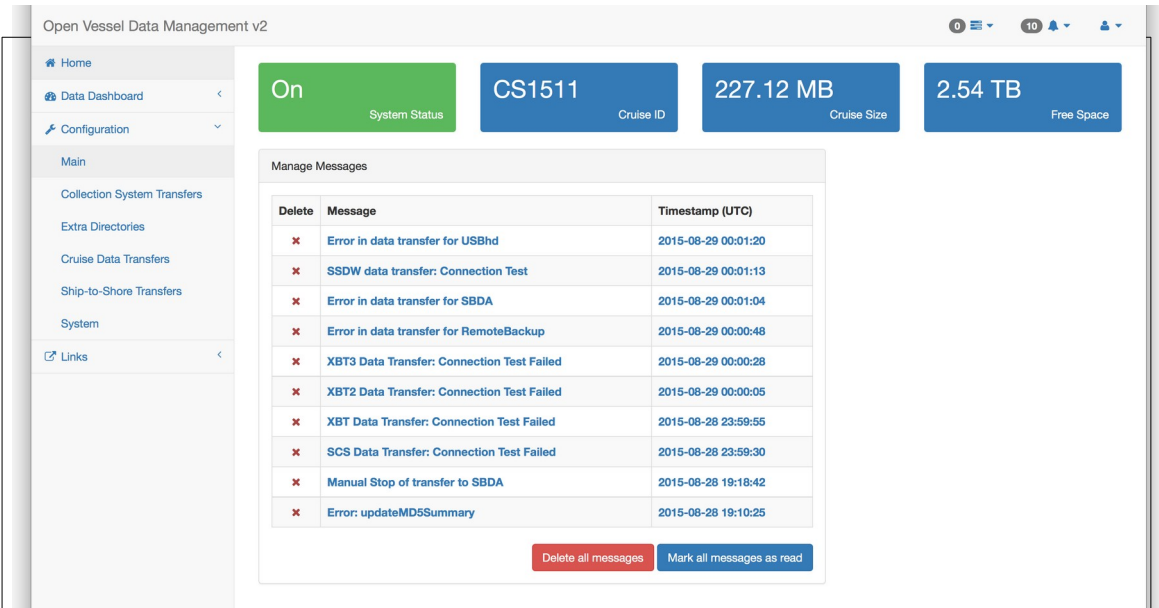 Open Vessel Data Management v2
0
10
Home
Data Dashboard
Configuration
Main
Collection System Transfers
Extra Directories
Cruise Data Transfers
Ship-to-Shore Transfers
System
Links
On
System Status
CS1511
Cruise ID
227.12 MB
Cruise Size
2.54 TB
Free Space
Manage Messages
Delete Message Timestamp (UTC)
Error in data transfer for USBhd 2015-08-29 00:01:20
SSDW data transfer: Connection Test 2015-08-29 00:01:13
Error in data transfer for SBDA 2015-08-29 00:01:04
Error in data transfer for RemoteBackup 2015-08-29 00:00:48
XBT3 Data Transfer: Connection Test Failed 2015-08-29 00:00:28
XBT2 Data Transfer: Connection Test Failed 2015-08-29 00:00:05
XBT Data Transfer: Connection Test Failed 2015-08-28 23:59:55
SCS Data Transfer: Connection Test Failed 2015-08-28 23:59:30
Manual Stop of transfer to SBDA 2015-08-28 19:18:42
Error: updateMD5Summary 2015-08-28 19:10:25
Delete all messages Mark all messages as read